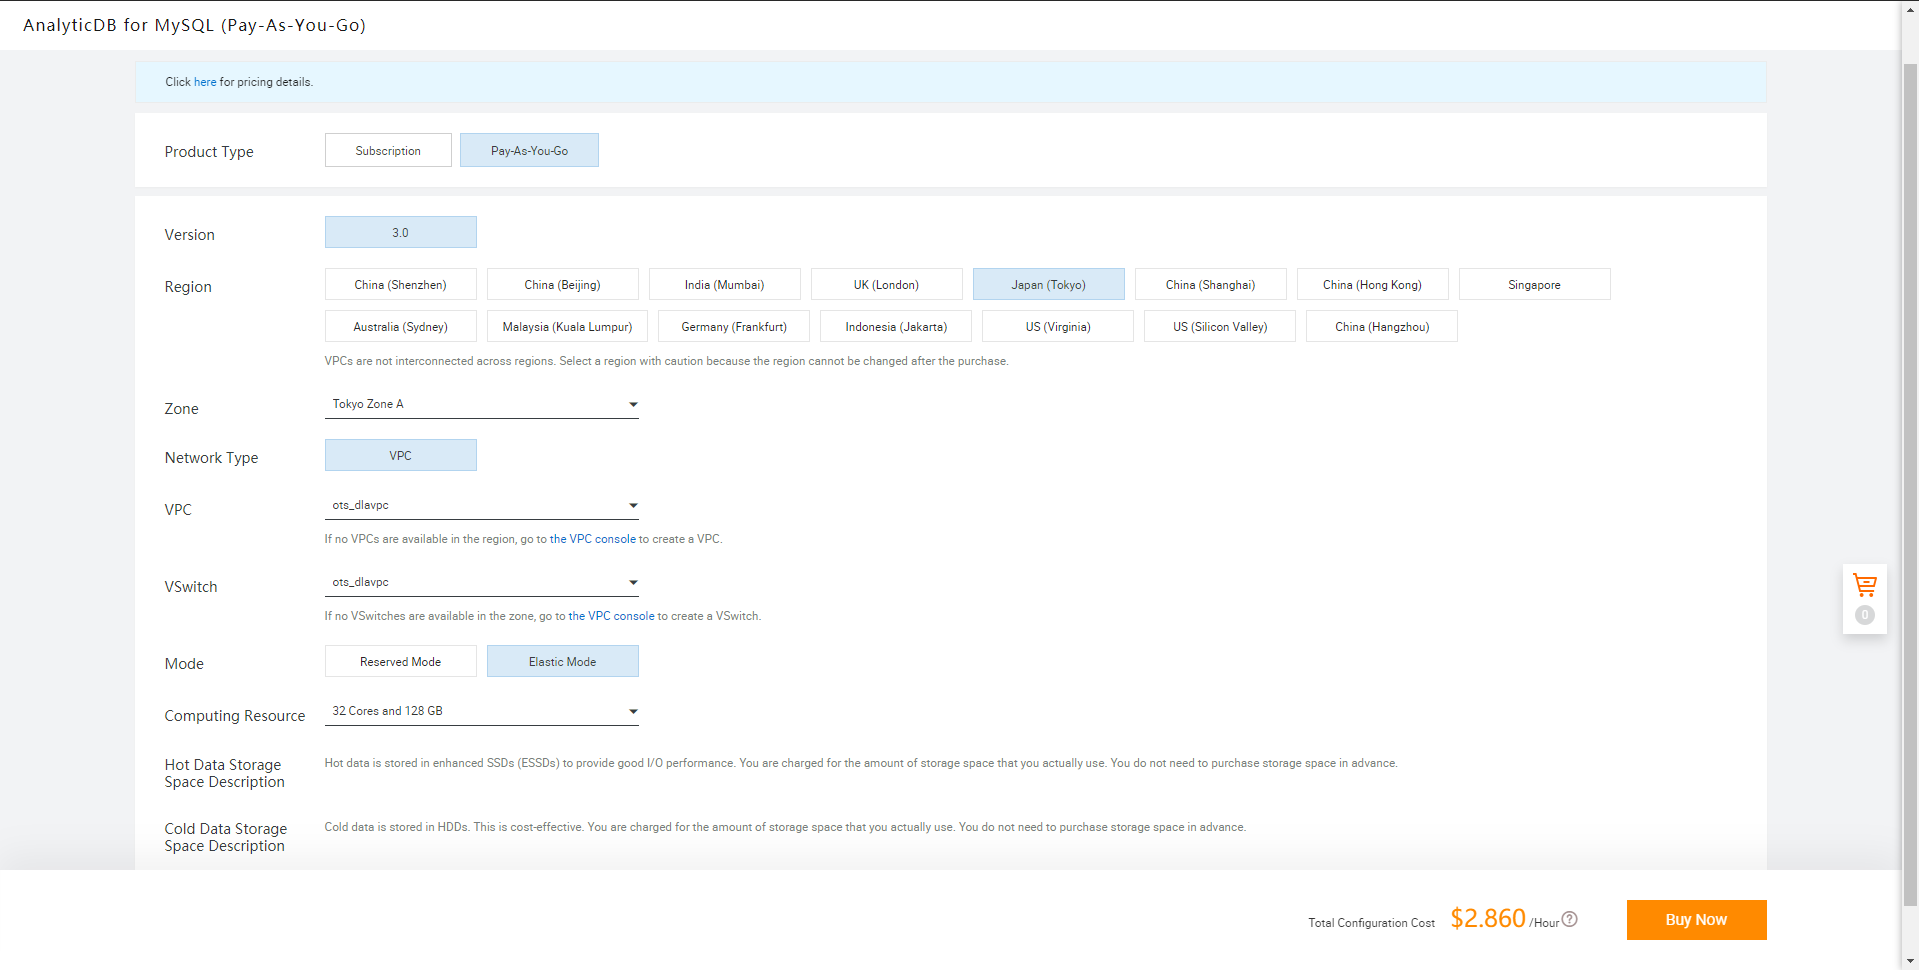 AnalyticDB for MySQL (Pay-As-You-Go)
Click here for pricing details.
Product Type Subscription Pay-As-You-Go
Version 3.0
Region China (Shenzhen) China (Beijing) India (Mumbai) UK (London) Japan (Tokyo) China (Shanghai) China (Hong Kong) Singapore
Australia (Sydney) Malaysia (Kuala Lumpur) Germany (Frankfurt) Indonesia (Jakarta) US (Virginia) US (Silicon Valley) China (Hangzhou)
VPCs are not interconnected across regions. Select a region with caution because the region cannot be changed after the purchase.
Zone Tokyo Zone A
Network Type VPC
VPC ots_dlavpc
If no VPCs are available in the region, go to the VPC console to create a VPC.
VSwitch ots_dlavpc
If no VSwitches are available in the zone, go to the VPC console to create a VSwitch.
0
Mode Reserved Mode Elastic Mode
Computing Resource 32 Cores and 128 GB
Hot Data Storage
Space Description
Hot data is stored in enhanced SSDs (ESSDs) to provide good I/O performance. You are charged for the amount of storage space that you actually use. You do not need to purchase storage space in advance.
Cold Data Storage
Space Description
Cold data is stored in HDDs. This is cost-effective. You are charged for the amount of storage space that you actually use. You do not need to purchase storage space in advance.
Total Configuration Cost $2.860 /Hour ? Buy Now